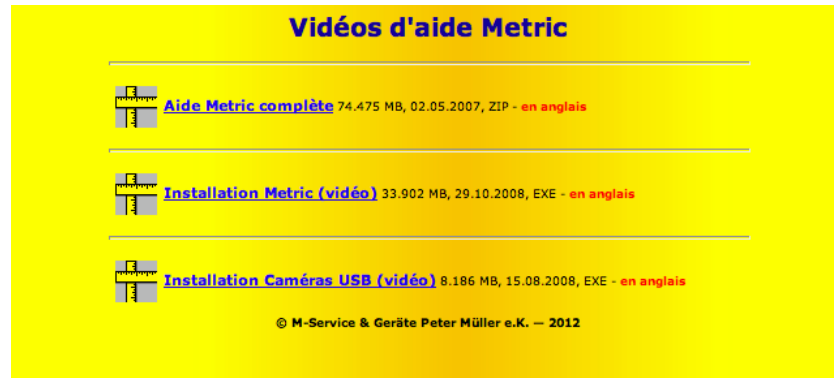 Vidéos d'aide Metric
Aide Metric complète 74.475 MB, 02.05.2007, ZIP - en anglais
Installation Metric (vidéo) 33.902 MB, 29.10.2008, EXE - en anglais
Installation Caméras USB (vidéo) 8.186 MB, 15.08.2008, EXE - en anglais
© M-Service & Geräte Peter Müller e.K. — 2012